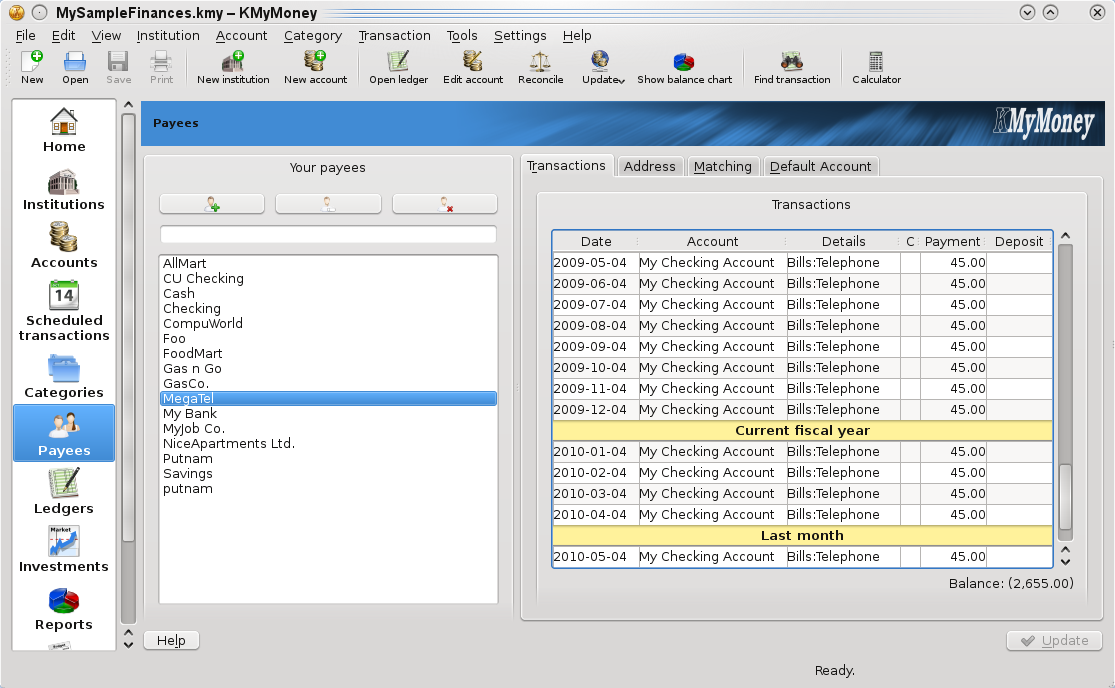 MySampleFinances.kmy – KMyMoney
File Edit View Institution Account Category Transaction Tools Settings Help
New Open Save Print New institution New account Open ledger Edit account Reconcile Update Show balance chart Find transaction Calculator
Home
Institutions
Accounts
14
Scheduled
transactions
Categories
Payees
Ledgers
Market
Investments
Reports
Payees
KMyMoney
Your payees
AllMart
CU Checking
Cash
Checking
CompuWorld
Foo
FoodMart
Gas n Go
GasCo.
MegaTel
My Bank
MyJob Co.
NiceApartments Ltd.
Putnam
Savings
putnam
Transactions Address Matching Default Account
Transactions
Date Account Details C Payment Deposit
2009-05-04 My Checking Account Bills:Telephone 45.00
2009-06-04 My Checking Account Bills:Telephone 45.00
2009-07-04 My Checking Account Bills:Telephone 45.00
2009-08-04 My Checking Account Bills:Telephone 45.00
2009-09-04 My Checking Account Bills:Telephone 45.00
2009-10-04 My Checking Account Bills:Telephone 45.00
2009-11-04 My Checking Account Bills:Telephone 45.00
2009-12-04 My Checking Account Bills:Telephone 45.00
Current fiscal year
2010-01-04 My Checking Account Bills:Telephone 45.00
2010-02-04 My Checking Account Bills:Telephone 45.00
2010-03-04 My Checking Account Bills:Telephone 45.00
2010-04-04 My Checking Account Bills:Telephone 45.00
Last month
2010-05-04 My Checking Account Bills:Telephone 45.00
Balance: (2,655.00)
Help
Update
Ready.